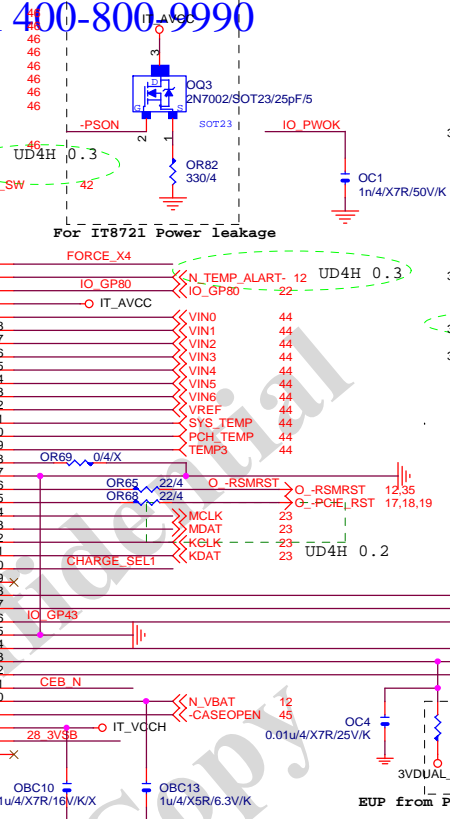 400-800-9990
46
46
46
46
46
46
IT_AVCC
3
D
G
S
OQ3
2N7002/SOT23/25pF/5
SOT23
-PSON
2
1
IO_PWOK
46
UD4H 0.3
_SW
42
OR82
330/4
OC1
1n/4/X7R/50V/K
For IT8721 Power leakage
FORCE_X4
N_TEMP_ALART- 12
UD4H 0.3
IO_GP80
IO_GP80 22
IT_AVCC
VIN0 44
VIN1 44
VIN2 44
VIN3 44
VIN4 44
VIN5 44
VIN6 44
VREF 44
SYS_TEMP 44
PCH_TEMP 44
TEMP3 44
OR69 0/4/X
OR65 22/4
O_-RSMRST
O_-RSMRST 12,35
OR68 22/4
O_-PCIE_RST 17,18,19
MCLK 23
MDAT 23
KCLK 23
KDAT 23
UD4H 0.2
CHARGE_SEL1
IO_GP43
CEB_N
N_VBAT 12
-CASEOPEN 45
IT_VCCH
28_3VSB
OC4
0.01u/4/X7R/25V/K
3VDUAL_
OBC10
1u/4/X7R/16V/K/X
OBC13
1u/4/X5R/6.3V/K
EUP from P
fidential
Copy